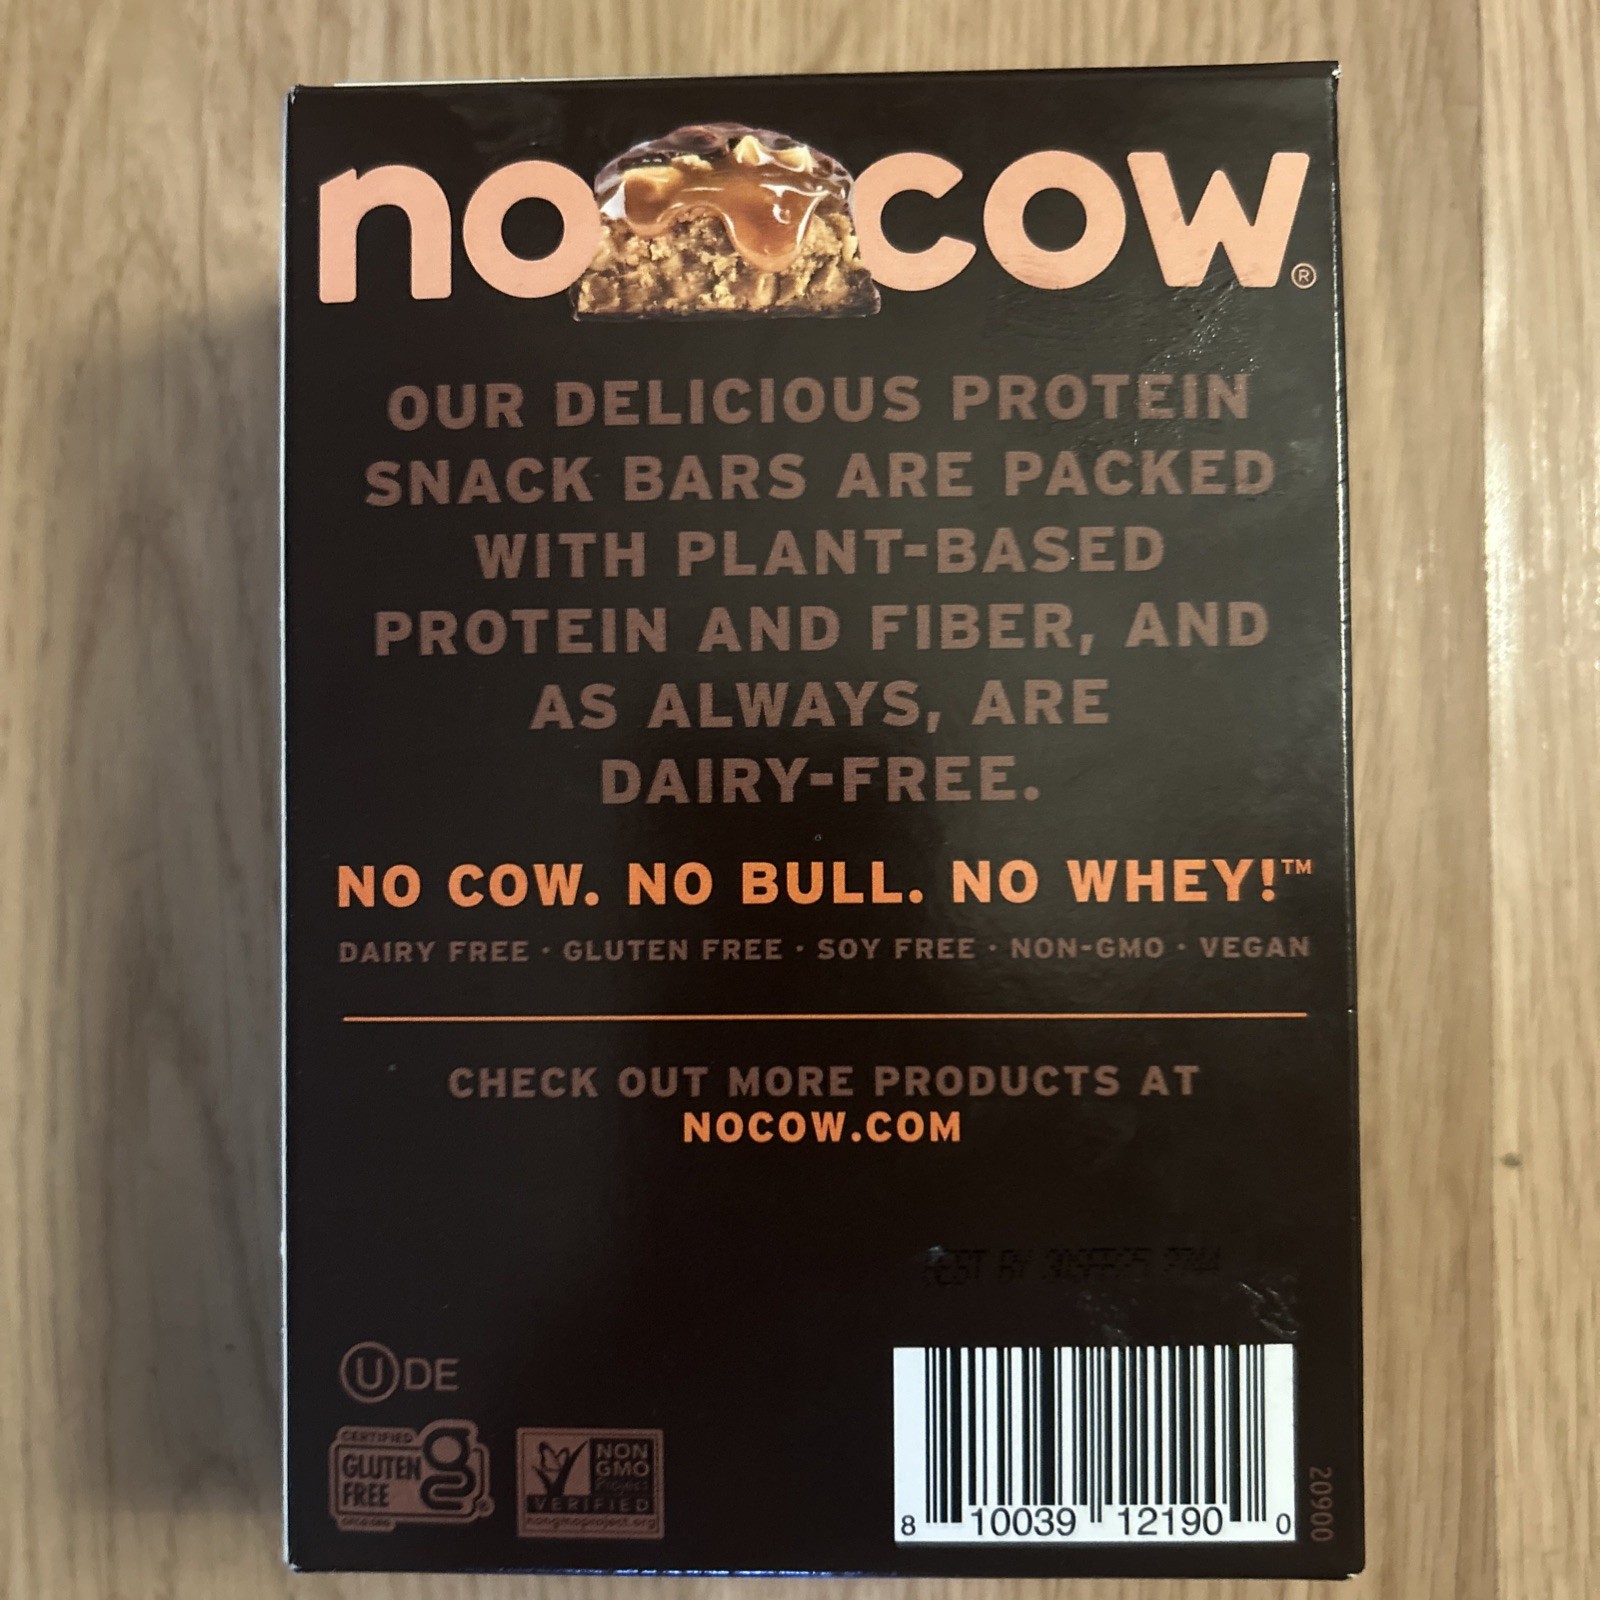 no cow®
OUR DELICIOUS PROTEIN
SNACK BARS ARE PACKED
WITH PLANT-BASED
PROTEIN AND FIBER, AND
AS ALWAYS, ARE
DAIRY-FREE.
NO COW. NO BULL. NO WHEY!™
DAIRY FREE · GLUTEN FREE · SOY FREE · NON-GMO · VEGAN
CHECK OUT MORE PRODUCTS AT
NOCOW.COM
BEST BY
U DE
CERTIFIED
GLUTEN
FREE
NON
GMO
Project
VERIFIED
nongmoproject.org
8 10039 12190 0
20900